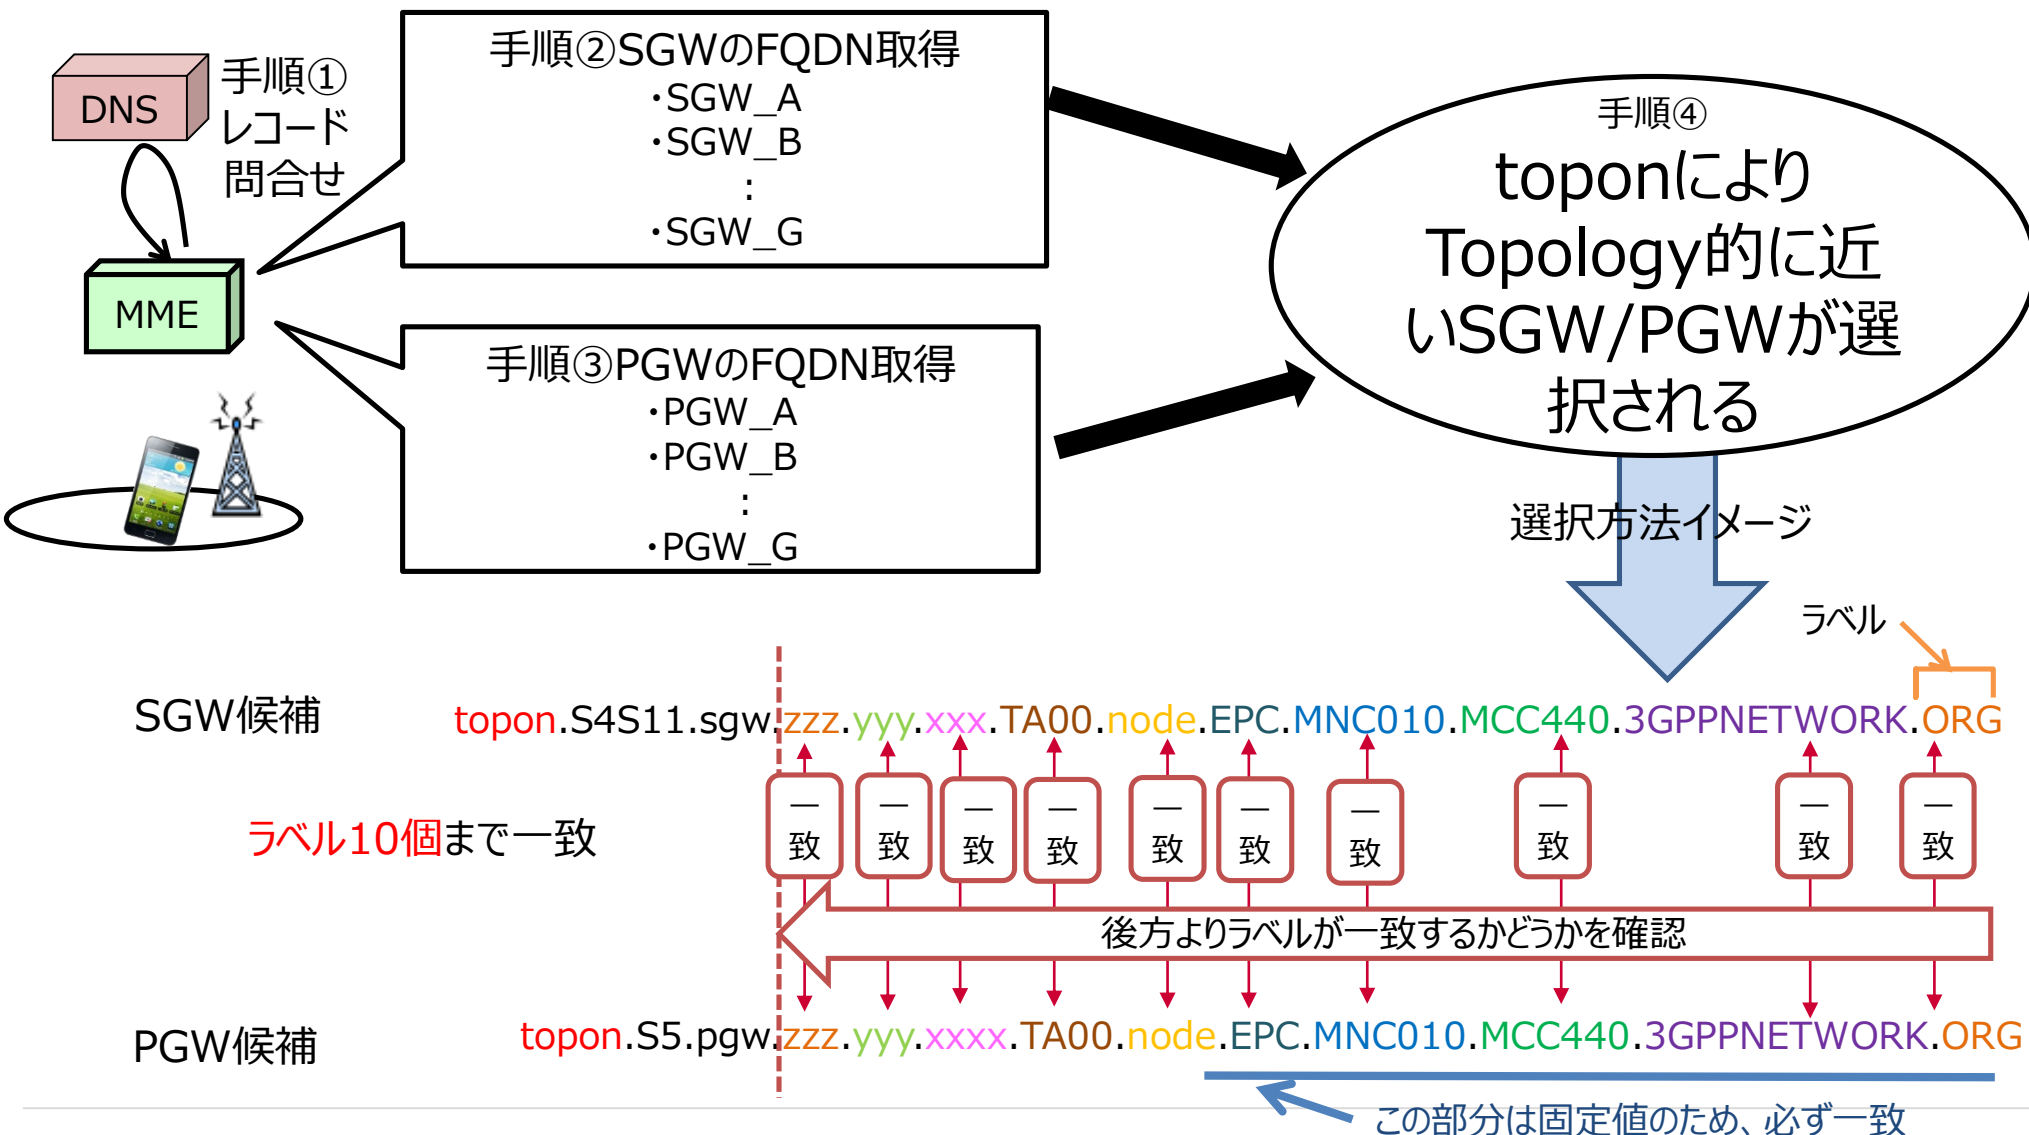 DNS
手順①
レコード
問合せ
MME
手順②SGWのFQDN取得
・SGW_A
・SGW_B
：
・SGW_G
手順③PGWのFQDN取得
・PGW_A
・PGW_B
：
・PGW_G
手順④
toponにより
Topology的に近
いSGW/PGWが選
択される
選択方法イメージ
ラベル
SGW候補
topon.S4S11.sgw.zzz.yyy.xxx.TA00.node.EPC.MNC010.MCC440.3GPPNETWORK.ORG
ラベル10個まで一致
一致
一致
一致
一致
一致
一致
一致
一致
一致
一致
後方よりラベルが一致するかどうかを確認
PGW候補
topon.S5.pgw.zzz.yyy.xxxx.TA00.node.EPC.MNC010.MCC440.3GPPNETWORK.ORG
この部分は固定値のため、必ず一致